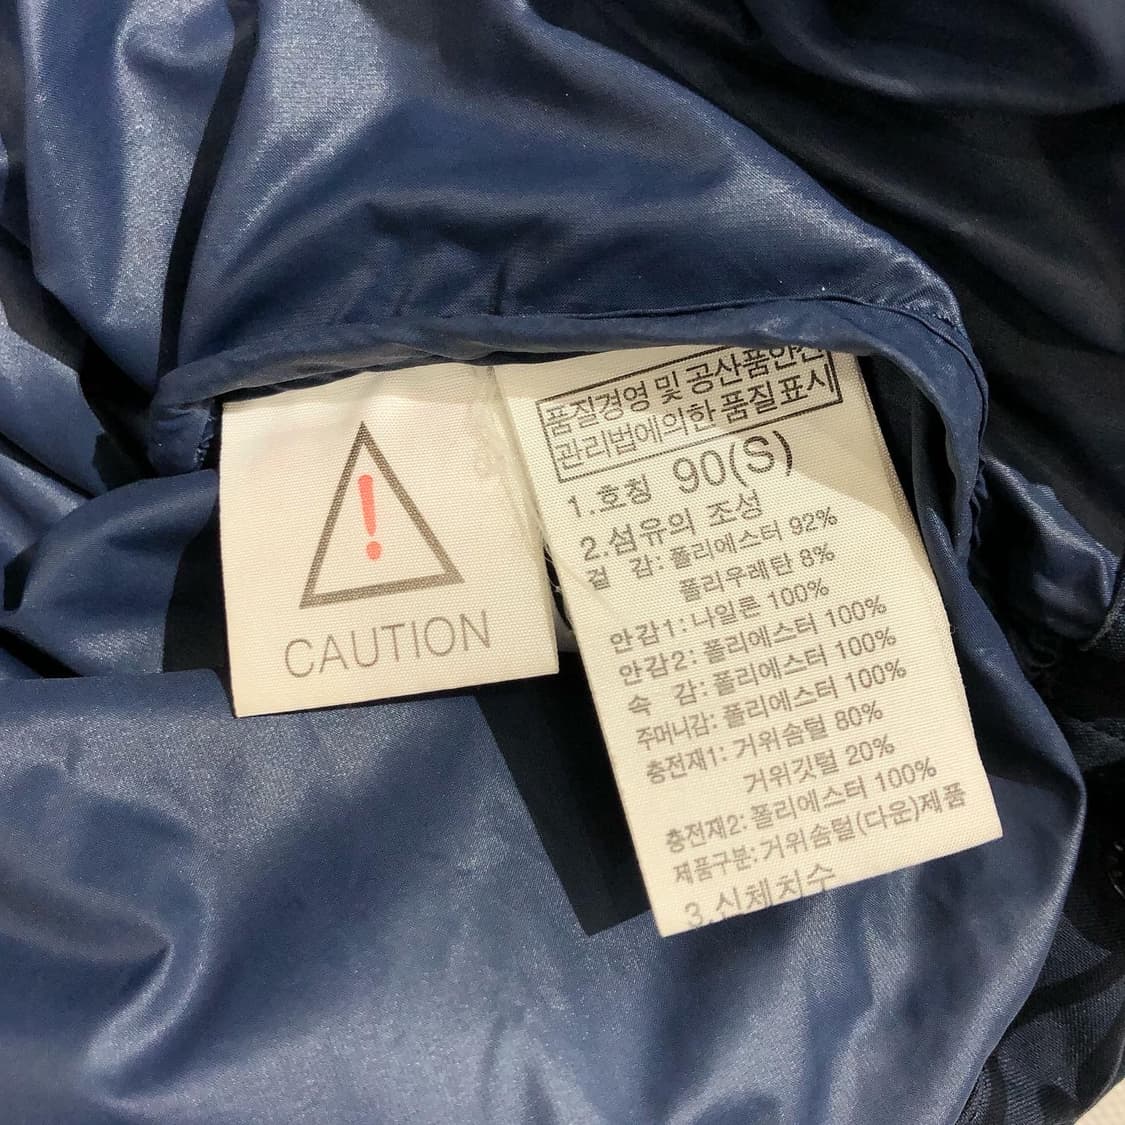 CAUTION
품질경영 및 공산품안전
관리법에의한 품질표시
1.호칭 90(S)
2.섬유의 조성
겉 감:폴리에스터 92%
폴리우레탄 8%
안감1:나일론 100%
안감2:폴리에스터 100%
속 감:폴리에스터 100%
주머니감:폴리에스터 100%
충전재1:거위솜털 80%
거위깃털 20%
충전재2:폴리에스터 100%
제품구분:거위솜털(다운)제품
3.신체치수